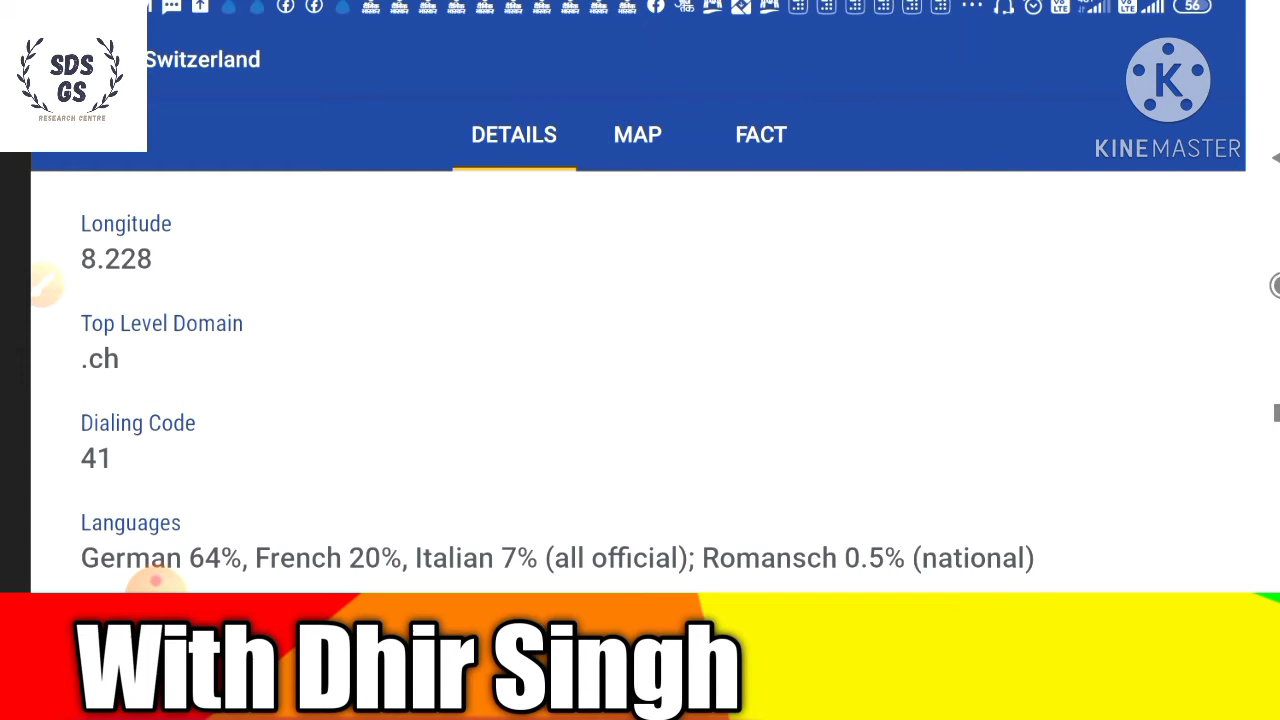 56
SDS
GS
RESEARCH CENTRE
Switzerland
K
KINEMASTER
DETAILS MAP FACT
Longitude
8.228
Top Level Domain
.ch
Dialing Code
41
Languages
German 64%, French 20%, Italian 7% (all official); Romansch 0.5% (national)
With Dhir Singh